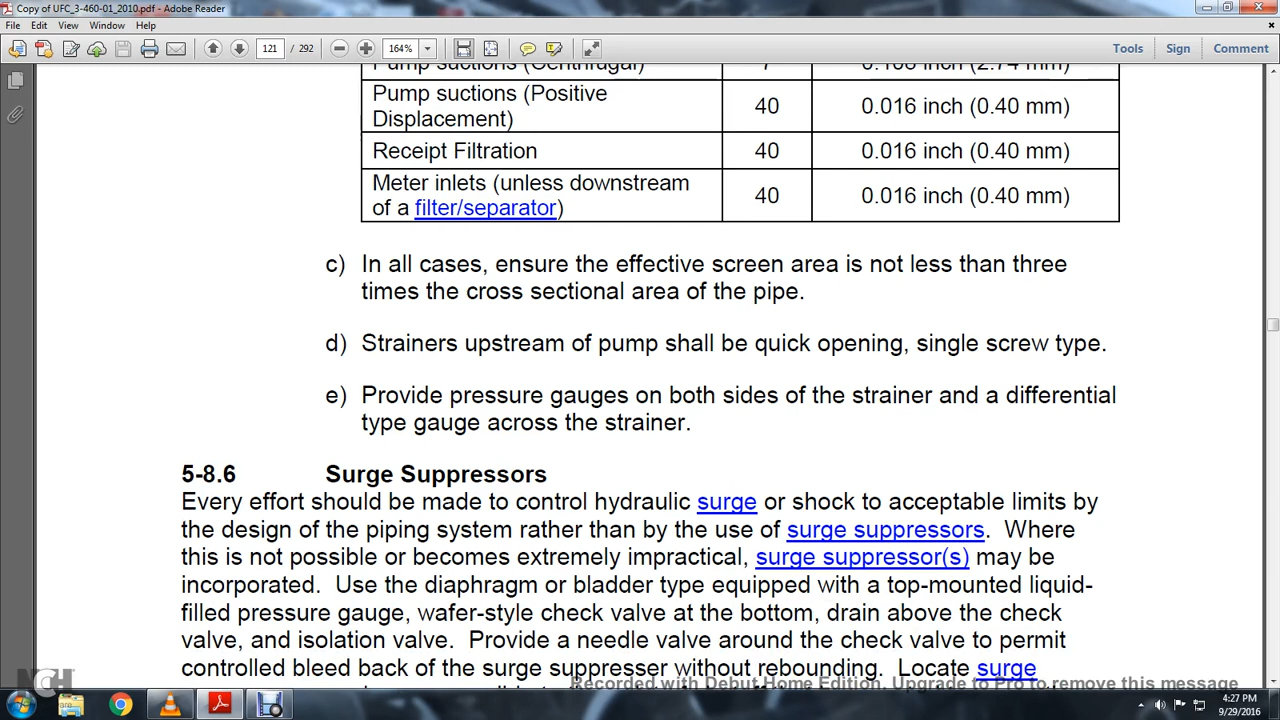 Copy of UFC_3-460-01_2010.pdf - Adobe Reader
File Edit View Window Help
121 / 292 164% Tools Sign Comment
Pump suctions (Centrifugal) 7 0.108 inch (2.74 mm)
Pump suctions (Positive
Displacement) 40 0.016 inch (0.40 mm)
Receipt Filtration 40 0.016 inch (0.40 mm)
Meter inlets (unless downstream
of a filter/separator) 40 0.016 inch (0.40 mm)
c) In all cases, ensure the effective screen area is not less than three
times the cross sectional area of the pipe.
d) Strainers upstream of pump shall be quick opening, single screw type.
e) Provide pressure gauges on both sides of the strainer and a differential
type gauge across the strainer.
5-8.6 Surge Suppressors
Every effort should be made to control hydraulic surge or shock to acceptable limits by
the design of the piping system rather than by the use of surge suppressors. Where
this is not possible or becomes extremely impractical, surge suppressor(s) may be
incorporated. Use the diaphragm or bladder type equipped with a top-mounted liquid-
filled pressure gauge, wafer-style check valve at the bottom, drain above the check
valve, and isolation valve. Provide a needle valve around the check valve to permit
controlled bleed back of the surge suppresser without rebounding. Locate surge
NCH
Recorded with Debut Home Edition. Upgrade to Pro to remove this message
4:27 PM
9/29/2016